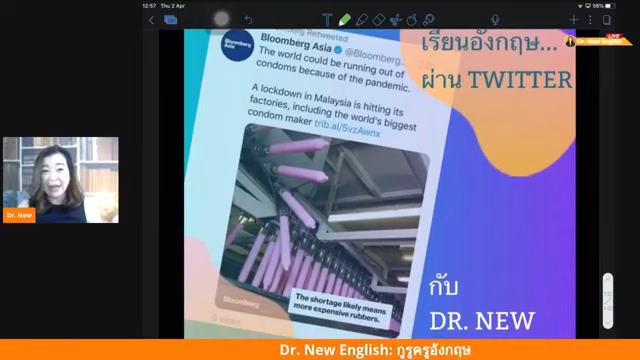 12:57 Thu 2 Apr
56%
Retweeted
Bloomberg Asia @Bloomberg...
The world could be running out of
condoms because of the pandemic.
A lockdown in Malaysia is hitting its
factories, including the world's biggest
condom maker trib.al/5vzAwnx
Bloomberg
Asia
The shortage likely means
more expensive rubbers.
Bloomberg
เรียนอังกฤษ...
ผ่าน TWITTER
LIVE
Dr. New English
กับ
DR. NEW
Dr. New
Dr. New English: กูรูครูอังกฤษ